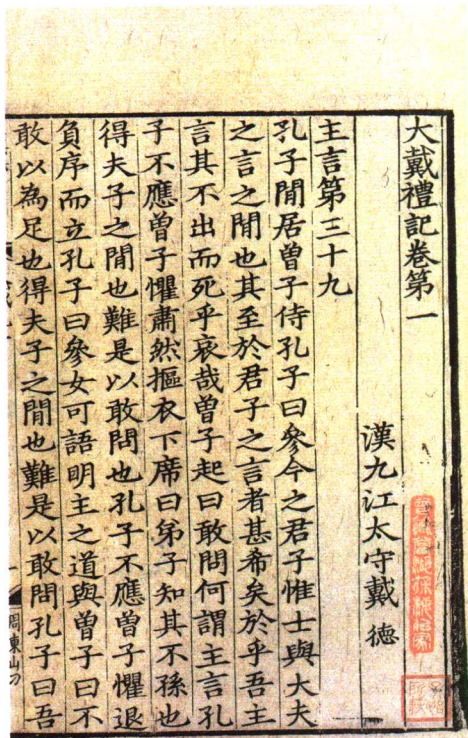 大戴禮記卷第一
漢九江太守戴 德
主言第三十九
孔子閒居曾子侍孔子曰參今之君子惟士與大夫
之言之閒也其至於君子之言者甚希矣於乎吾主
言其不出而死乎哀哉曾子起曰敢問何謂主言孔
子不應曾子懼肅然摳衣下席曰弟子知其不孫也
得夫子之閒也難是以敢問也孔子不應曾子懼退
負序而立孔子曰參女可語明主之道與曾子曰不
敢以為足也得夫子之閒也難是以敢問孔子曰吾
周東山刀